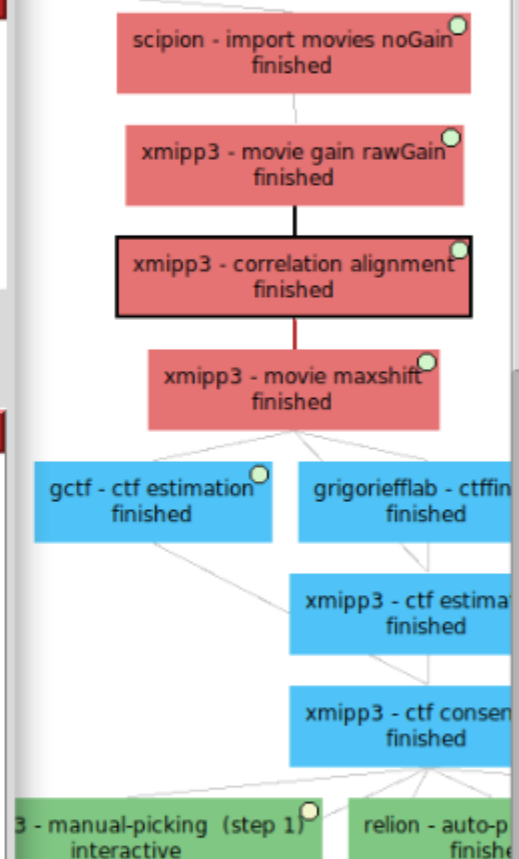 scipion - import movies noGain
finished
xmipp3 - movie gain rawGain
finished
xmipp3 - correlation alignment
finished
xmipp3 - movie maxshift
finished
gctf - ctf estimation
finished
grigoriefflab - ctffin
finished
xmipp3 - ctf estima
finished
xmipp3 - ctf consen
finished
3 - manual-picking (step 1)
interactive
relion - auto-p
finishe